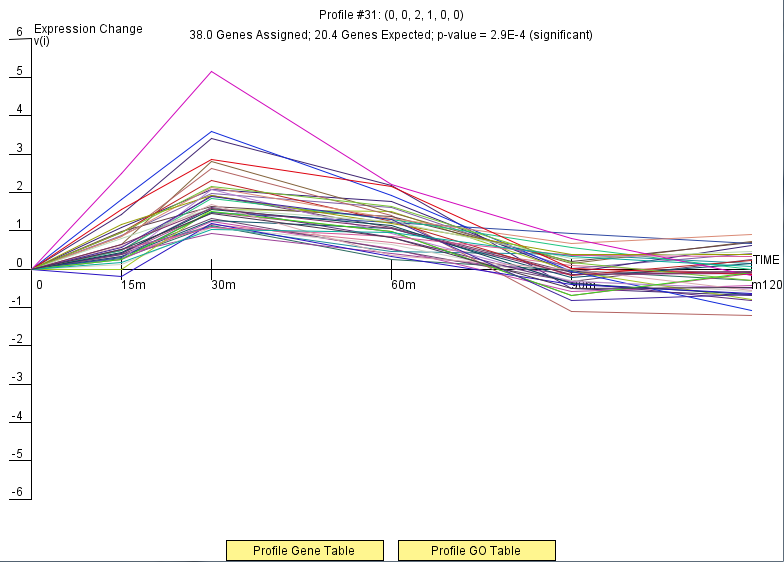 Profile #31: (0, 0, 2, 1, 0, 0)
38.0 Genes Assigned; 20.4 Genes Expected; p-value = 2.9E-4 (significant)
Expression Change
v(i)
6
5
4
3
2
1
0
-1
-2
-3
-4
-5
-6
0 15m 30m 60m 90m m120
TIME
Profile Gene Table
Profile GO Table